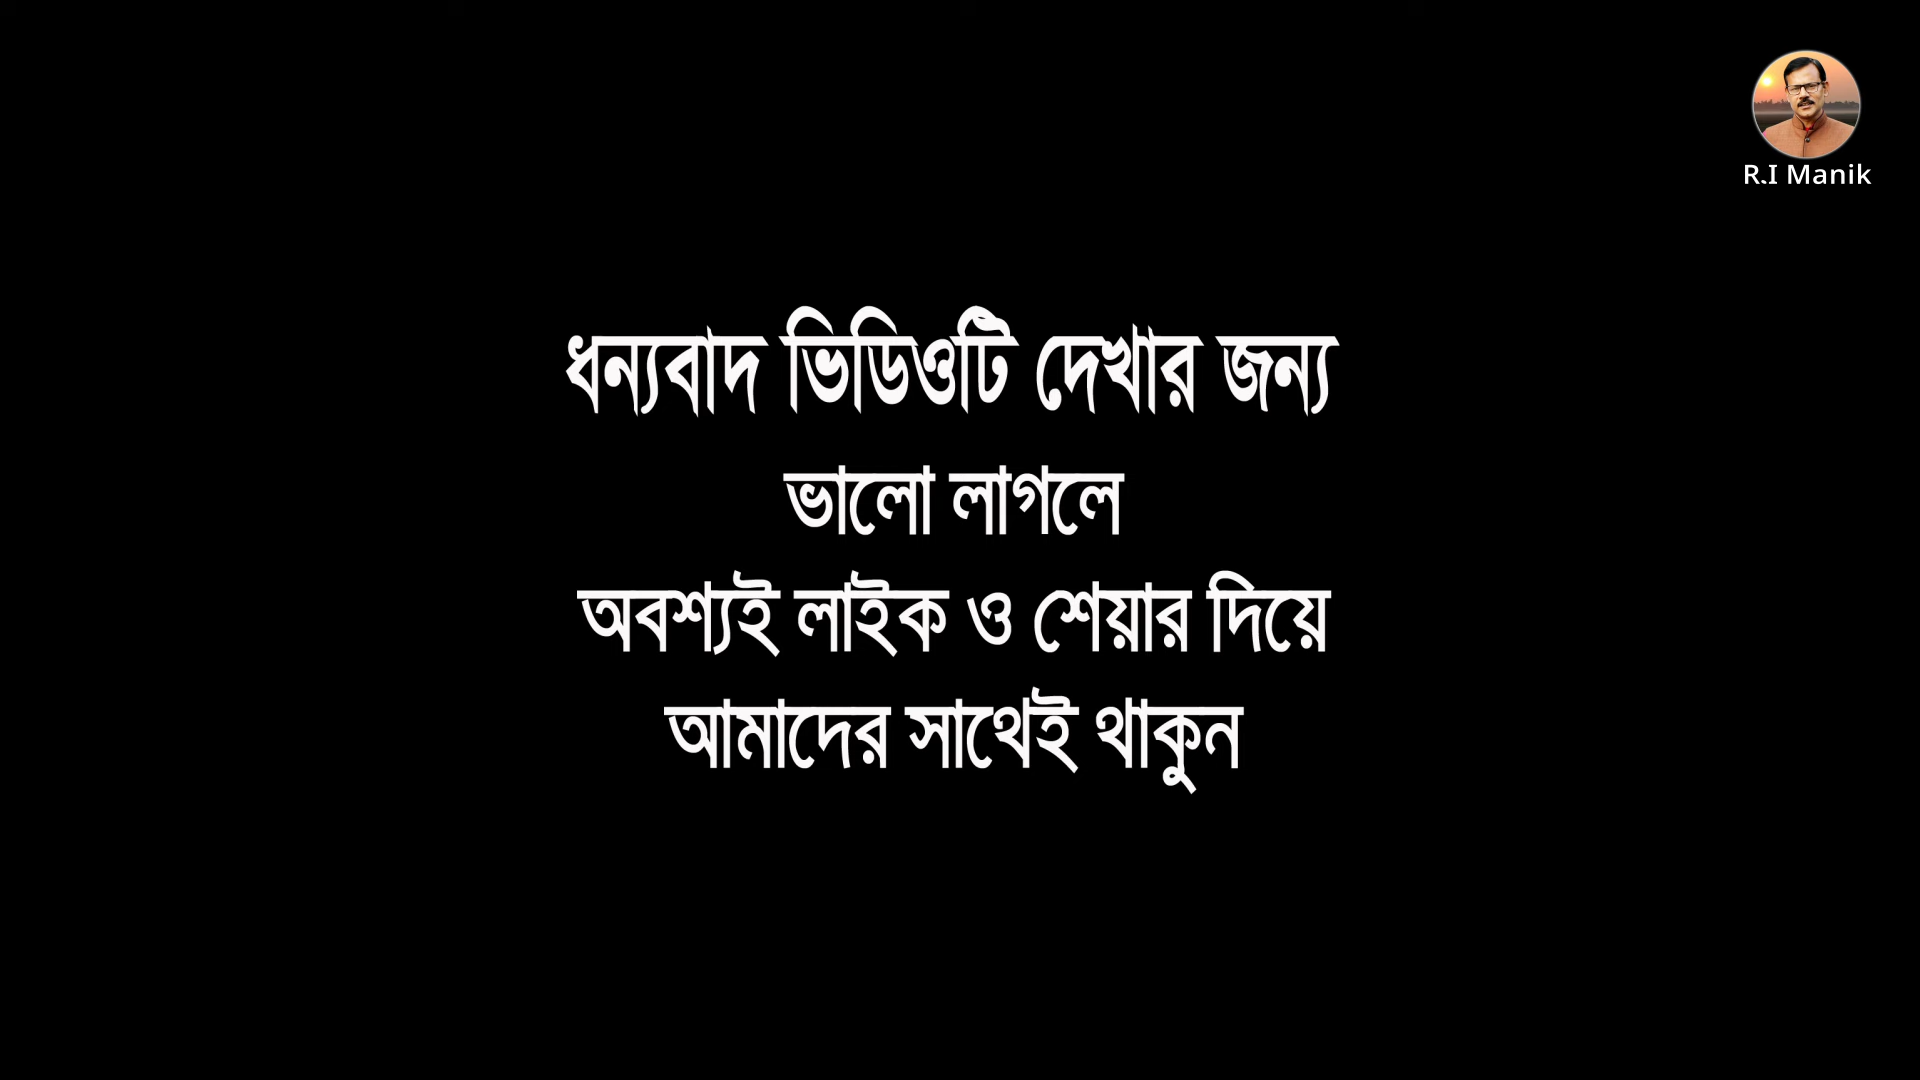 R.I Manik
ধন্যবাদ ভিডিওটি দেখার জন্য
ভালো লাগলে
অবশ্যই লাইক ও শেয়ার দিয়ে
আমাদের সাথেই থাকুন